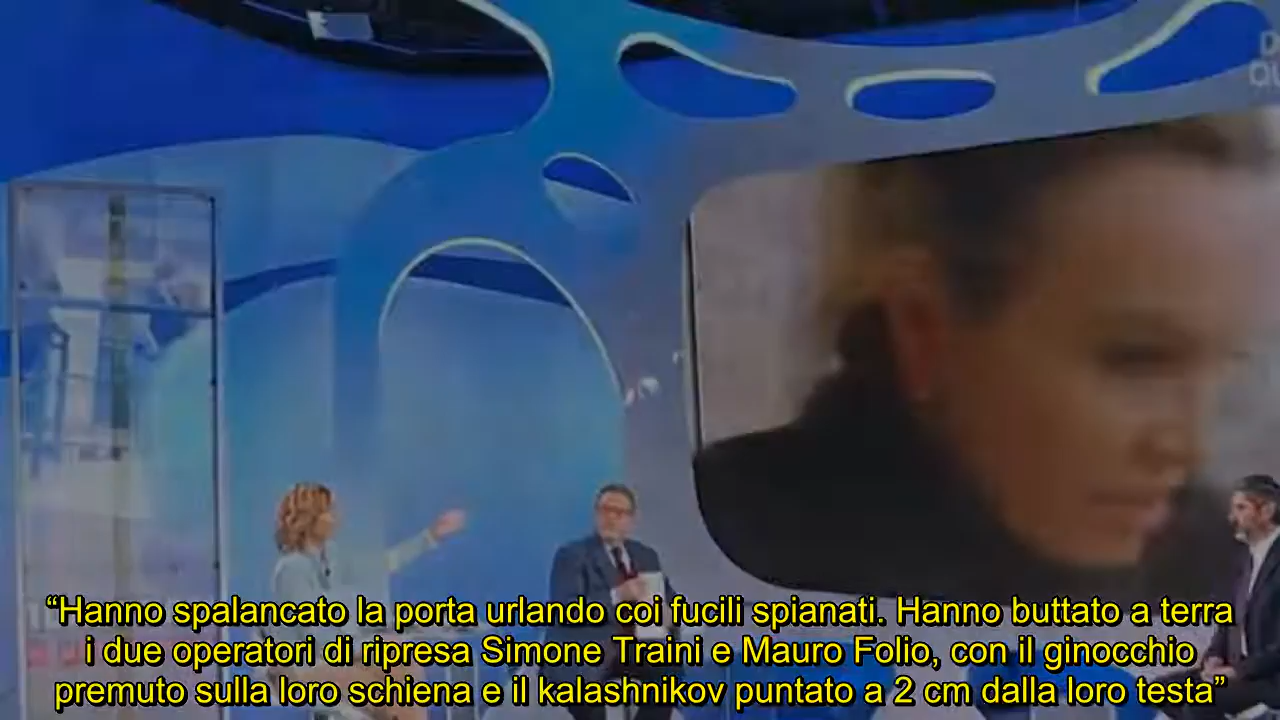 “Hanno spalancato la porta urlando coi fucili spianati. Hanno buttato a terra
i due operatori di ripresa Simone Traini e Mauro Folio, con il ginocchio
premuto sulla loro schiena e il kalashnikov puntato a 2 cm dalla loro testa”